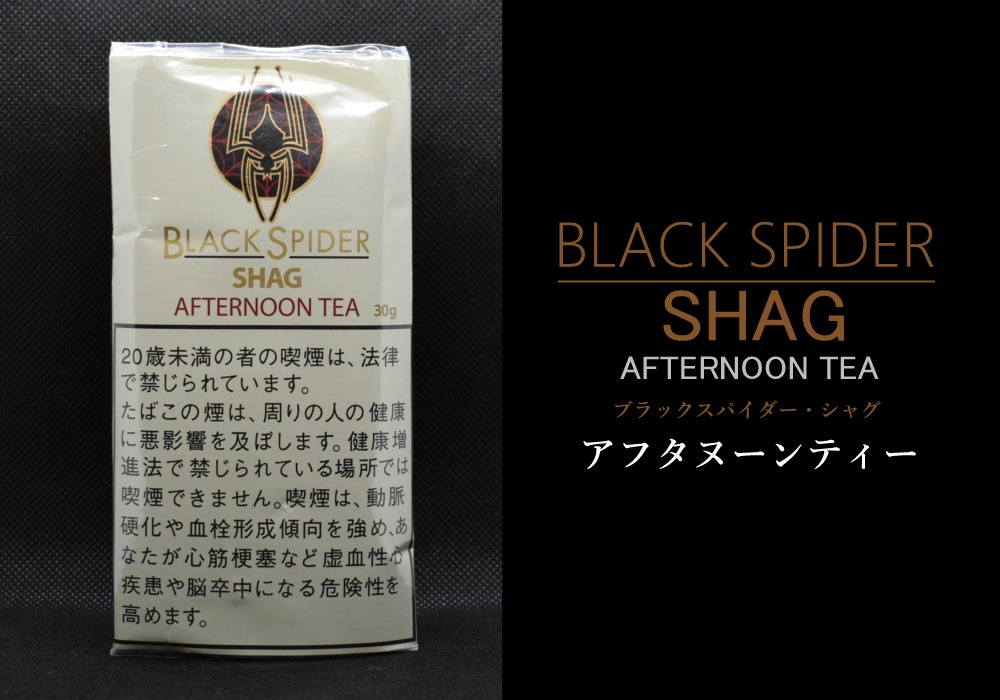 BLACK SPIDER
SHAG
AFTERNOON TEA 30g
20歳未満の者の喫煙は、法律
で禁じられています。
たばこの煙は、周りの人の健康
に悪影響を及ぼします。健康増
進法で禁じられている場所では
喫煙できません。喫煙は、動脈
硬化や血栓形成傾向を強め、あ
なたが心筋梗塞など虚血性心
疾患や脳卒中になる危険性を
高めます。
BLACK SPIDER
SHAG
AFTERNOON TEA
ブラックスパイダー・シャグ
アフタヌーンティー